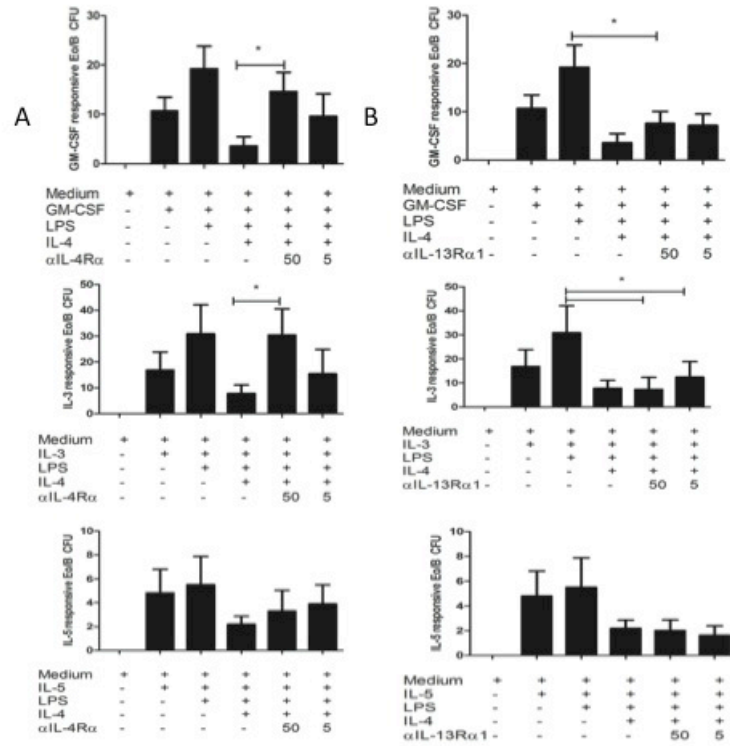 A
GM-CSF responsive Eo/B CFU
30
20
10
0
*
Medium + + + + + +
GM-CSF - + + + + +
LPS - - + + + +
IL-4 - - - + + +
αIL-4Rα - - - - 50 5
B
GM-CSF responsive Eo/B CFU
30
20
10
0
*
Medium + + + + + +
GM-CSF - + + + + +
LPS - - + + + +
IL-4 - - - + + +
αIL-13Rα1 - - - - 50 5
IL-3 responsive Eo/B CFU
50
40
30
20
10
0
*
Medium + + + + + +
IL-3 - + + + + +
LPS - - + + + +
IL-4 - - - + + +
αIL-4Rα - - - - 50 5
IL-3 responsive Eo/B CFU
50
40
30
20
10
0
*
Medium + + + + + +
IL-3 - + + + + +
LPS - - + + + +
IL-4 - - - + + +
αIL-13Rα1 - - - - 50 5
IL-5 responsive Eo/B CFU
10
8
6
4
2
0
Medium + + + + + +
IL-5 - + + + + +
LPS - - + + + +
IL-4 - - - + + +
αIL-4Rα - - - - 50 5
IL-5 responsive Eo/B CFU
10
8
6
4
2
0
Medium + + + + + +
IL-5 - + + + + +
LPS - - + + + +
IL-4 - - - + + +
αIL-13Rα1 - - - - 50 5